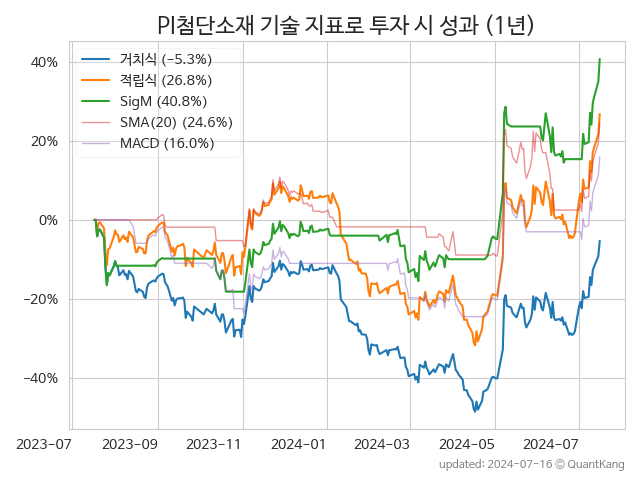 PI첨단소재 기술 지표로 투자 시 성과 (1년)
거치식 (−5.3%)
적립식 (26.8%)
SigM (40.8%)
SMA(20) (24.6%)
MACD (16.0%)
40%
20%
0%
−20%
−40%
2023-07 2023-09 2023-11 2024-01 2024-03 2024-05 2024-07
updated: 2024-07-16 © QuantKang